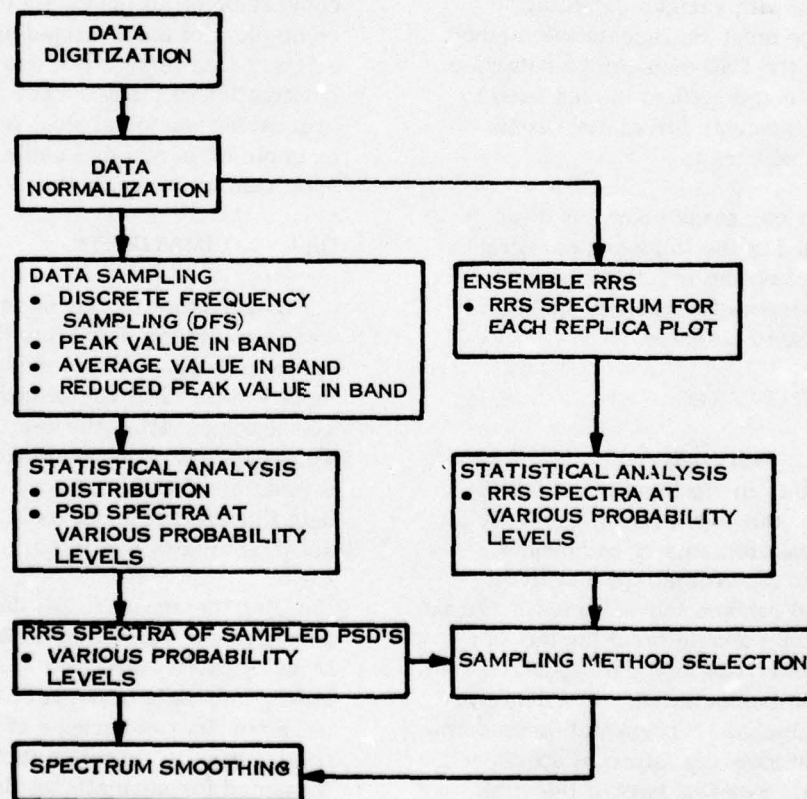 DATA
DIGITIZATION
DATA
NORMALIZATION
DATA SAMPLING
• DISCRETE FREQUENCY
SAMPLING (DFS)
• PEAK VALUE IN BAND
• AVERAGE VALUE IN BAND
• REDUCED PEAK VALUE IN BAND
ENSEMBLE RRS
• RRS SPECTRUM FOR
EACH REPLICA PLOT
STATISTICAL ANALYSIS
• DISTRIBUTION
• PSD SPECTRA AT
VARIOUS PROBABILITY
LEVELS
STATISTICAL ANALYSIS
• RRS SPECTRA AT
VARIOUS PROBABILITY
LEVELS
RRS SPECTRA OF SAMPLED PSD'S
• VARIOUS PROBABILITY
LEVELS
SAMPLING METHOD SELECTION
SPECTRUM SMOOTHING